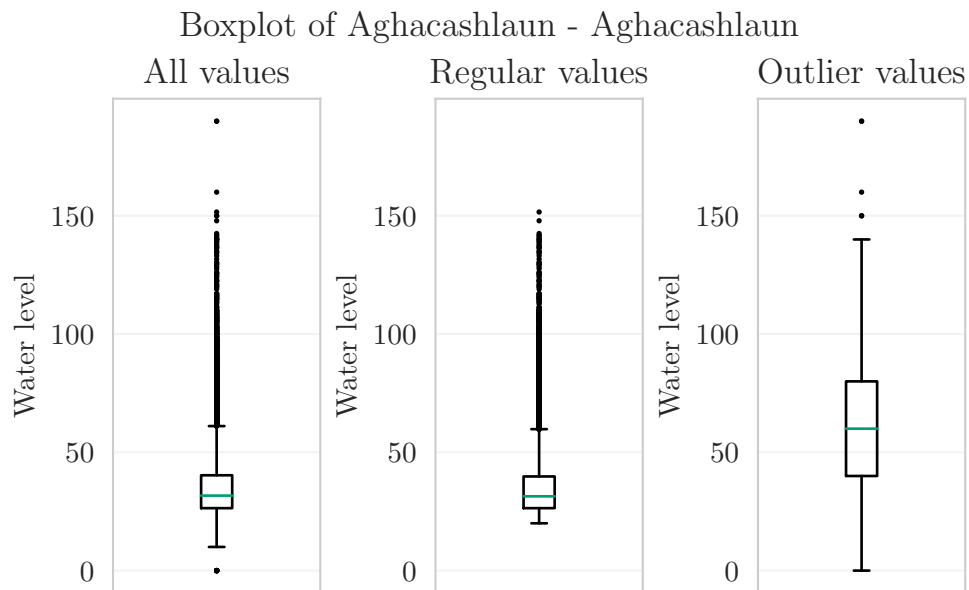 Boxplot of Aghacashlaun - Aghacashlaun
All values
Regular values
Outlier values
Water level
150
100
50
0
Water level
150
100
50
0
Water level
150
100
50
0